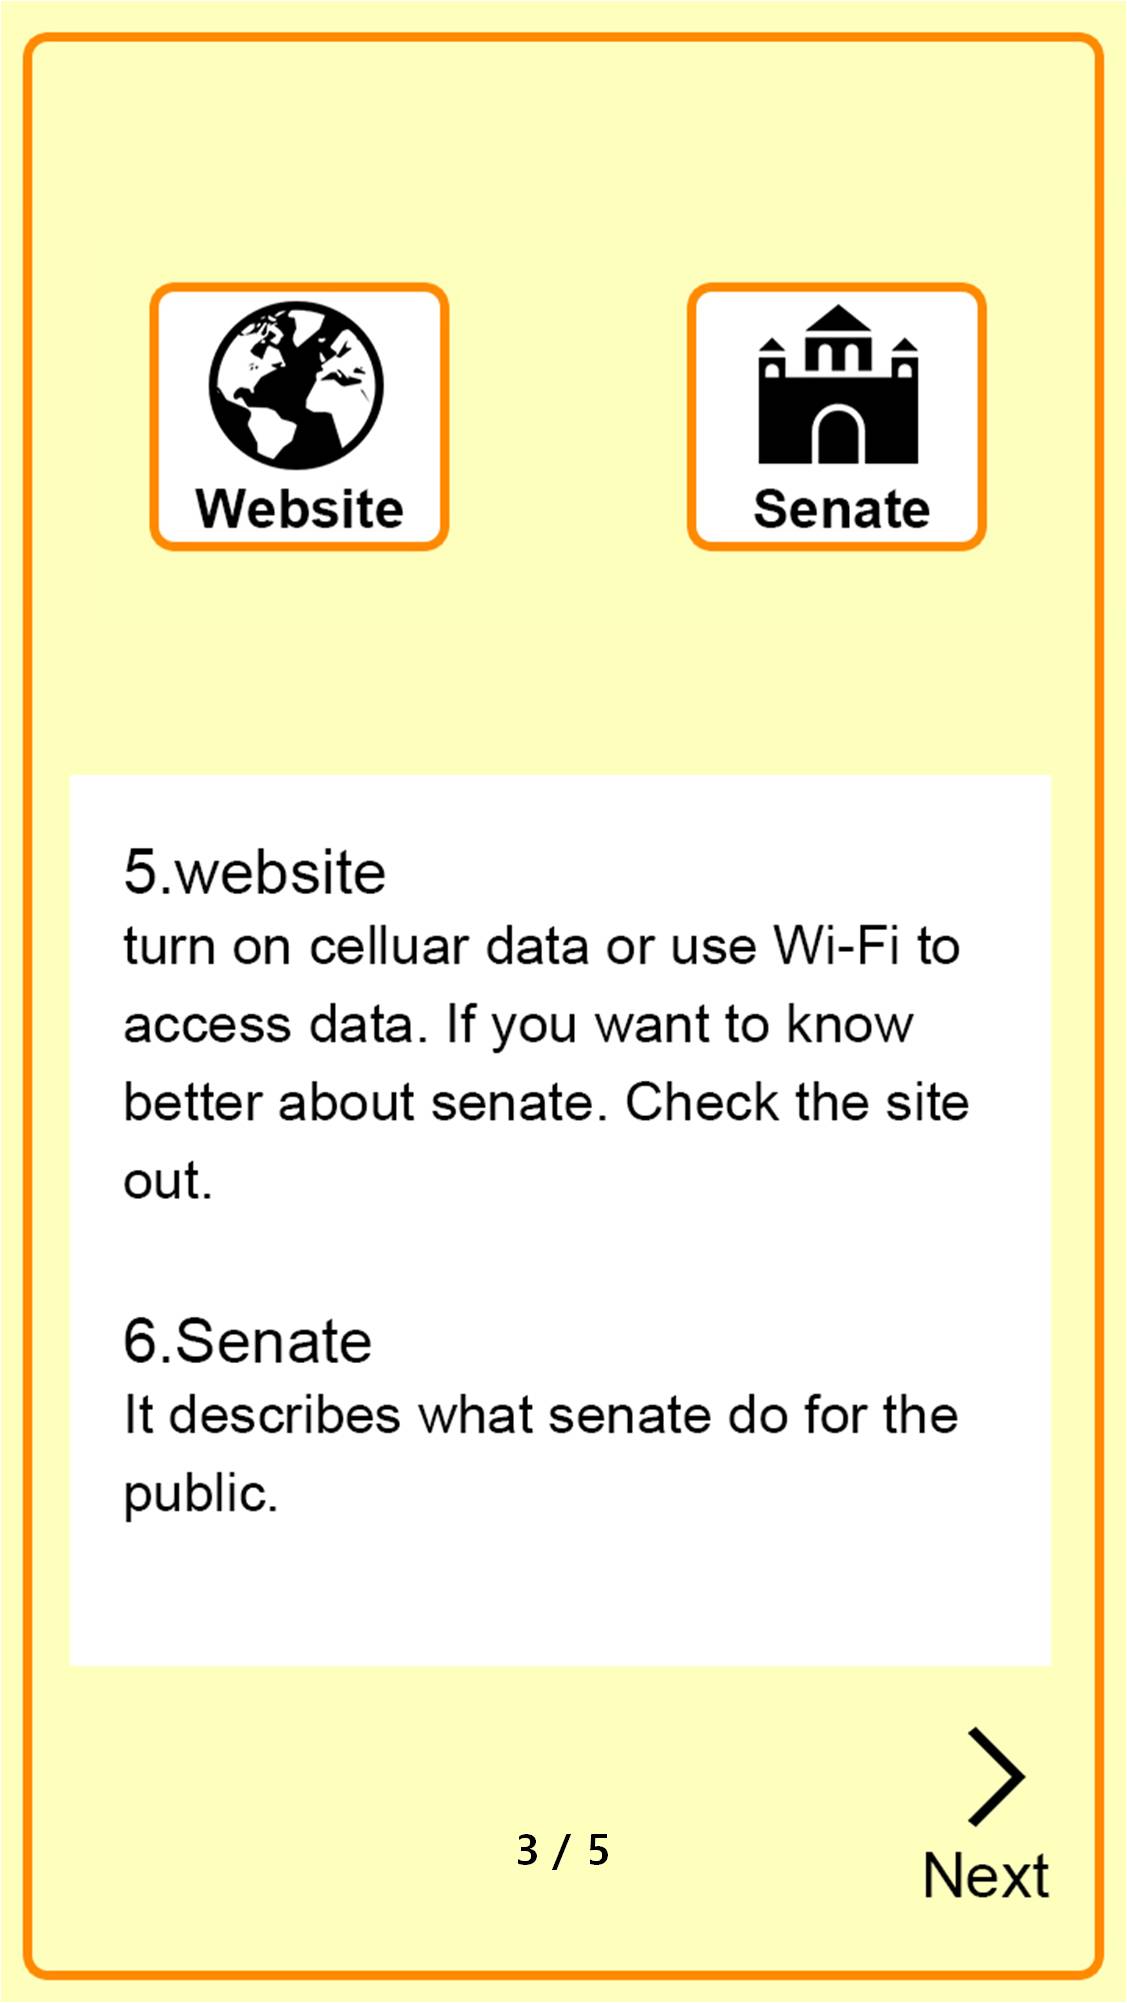 Website
Senate
5.website
turn on celluar data or use Wi-Fi to
access data. If you want to know
better about senate. Check the site
out.
6.Senate
It describes what senate do for the
public.
3 / 5
Next